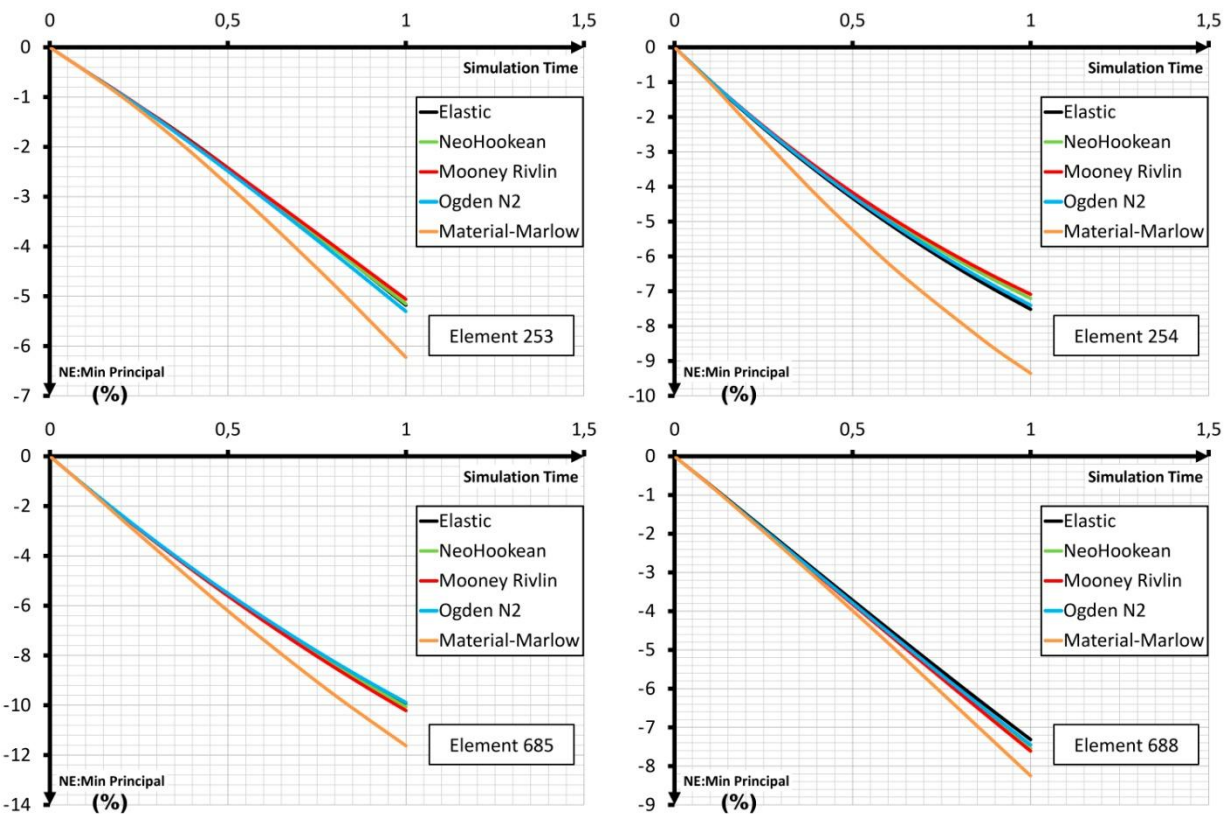 0 0,5 1 1,5
0
Simulation Time
-1
Elastic
-2
NeoHookean
-3
Mooney Rivlin
Ogden N2
-4
Material-Marlow
-5
Element 253
-6
NE:Min Principal
-7
(%)
0 0,5 1 1,5
0
Simulation Time
-1
Elastic
-2
NeoHookean
-3
Mooney Rivlin
-4
Ogden N2
-5
Material-Marlow
-6
-7
-8
Element 254
-9
NE:Min Principal
-10
(%)
0 0,5 1 1,5
0
Simulation Time
-2
Elastic
NeoHookean
-4
Mooney Rivlin
-6
Ogden N2
Material-Marlow
-8
-10
Element 685
-12
NE:Min Principal
-14
(%)
0 0,5 1 1,5
0
Simulation Time
-1
Elastic
-2
NeoHookean
-3
Mooney Rivlin
Ogden N2
-4
Material-Marlow
-5
-6
-7
Element 688
-8
NE:Min Principal
-9
(%)